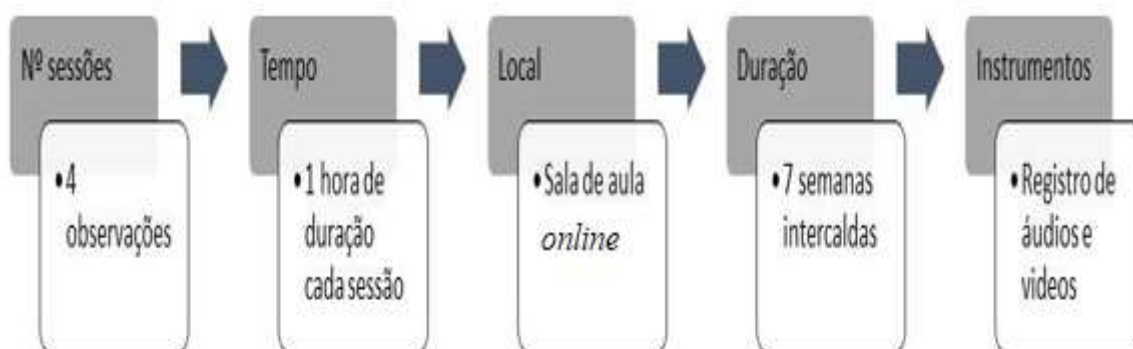 Nº sessões
•4
observações
Tempo
•1 hora de
duração
cada sessão
Local
•Sala de aula
online
Duração
•7 semanas
intercaldas
Instrumentos
•Registro de
áudios e
videos